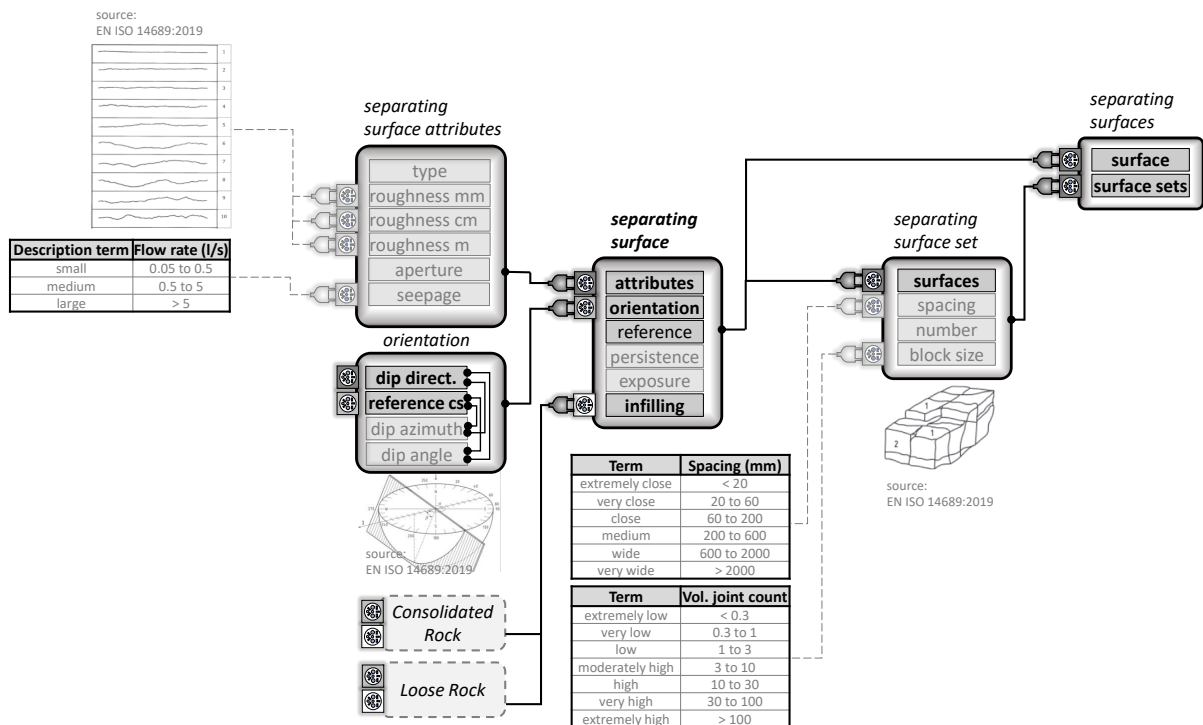 source:
EN ISO 14689:2019
1
2
3
4
5
6
7
8
9
10
Description term Flow rate (l/s)
small 0.05 to 0.5
medium 0.5 to 5
large > 5
separating
surface attributes
type
roughness mm
roughness cm
roughness m
aperture
seepage
orientation
dip direct.
reference cs
dip azimuth
dip angle
source:
EN ISO 14689:2019
Consolidated
Rock
Loose Rock
separating
surface
attributes
orientation
reference
persistence
exposure
infilling
Term Spacing (mm)
extremely close < 20
very close 20 to 60
close 60 to 200
medium 200 to 600
wide 600 to 2000
very wide > 2000
Term Vol. joint count
extremely low < 0.3
very low 0.3 to 1
low 1 to 3
moderately high 3 to 10
high 10 to 30
very high 30 to 100
extremely high > 100
separating
surface set
surfaces
spacing
number
block size
1
2
1
source:
EN ISO 14689:2019
separating
surfaces
surface
surface sets